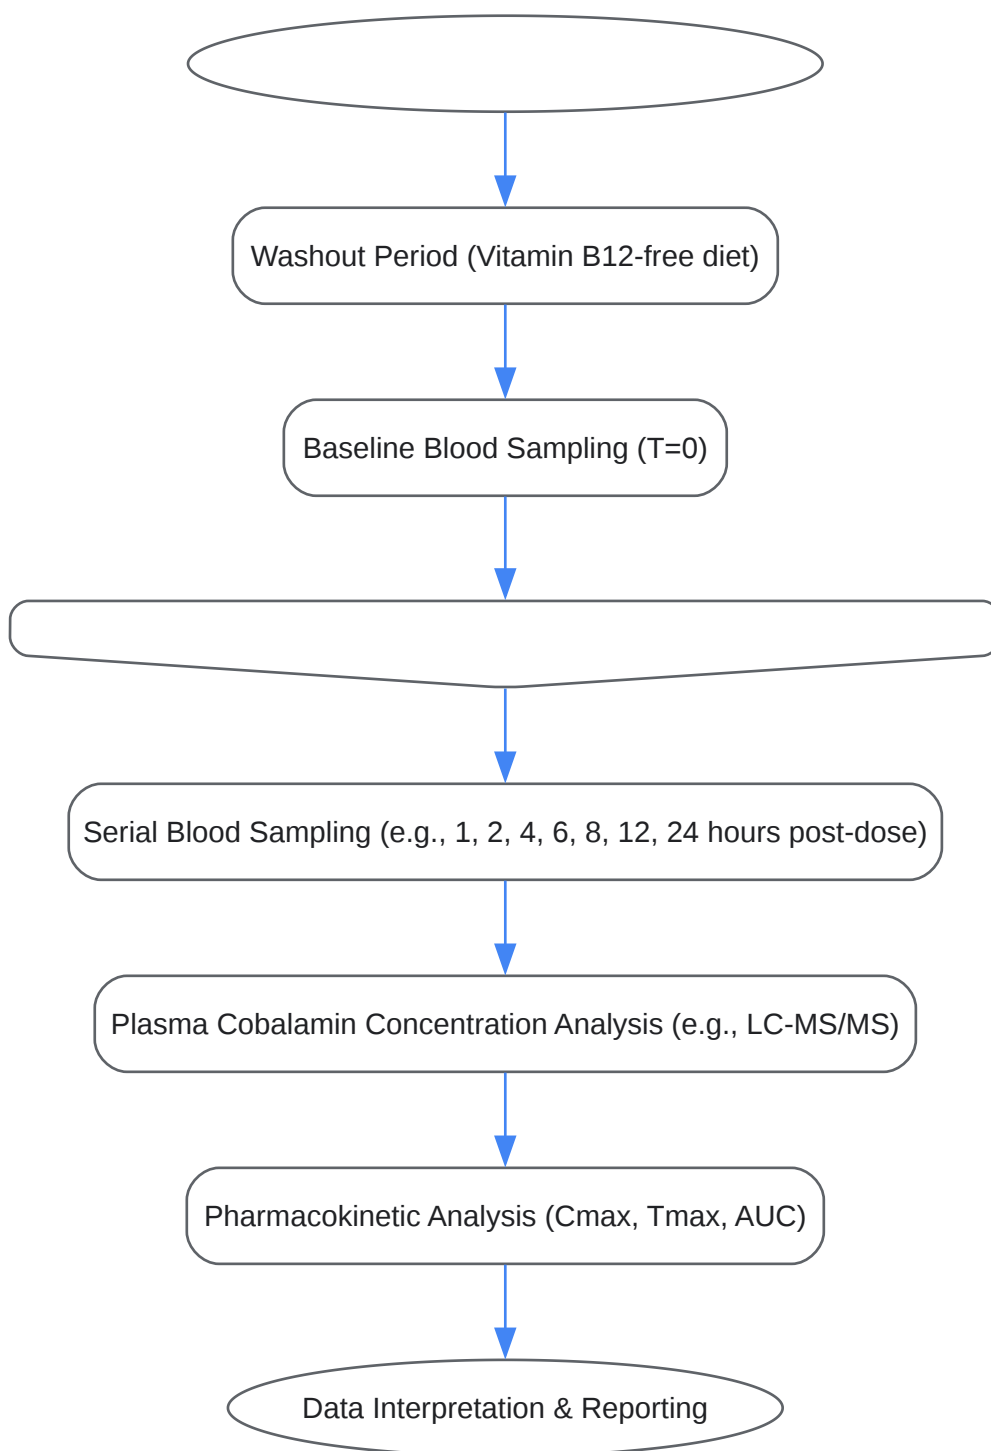 Washout Period (Vitamin B12-free diet)
Baseline Blood Sampling (T=0)
Serial Blood Sampling (e.g., 1, 2, 4, 6, 8, 12, 24 hours post-dose)
Plasma Cobalamin Concentration Analysis (e.g., LC-MS/MS)
Pharmacokinetic Analysis (Cmax, Tmax, AUC)
Data Interpretation & Reporting